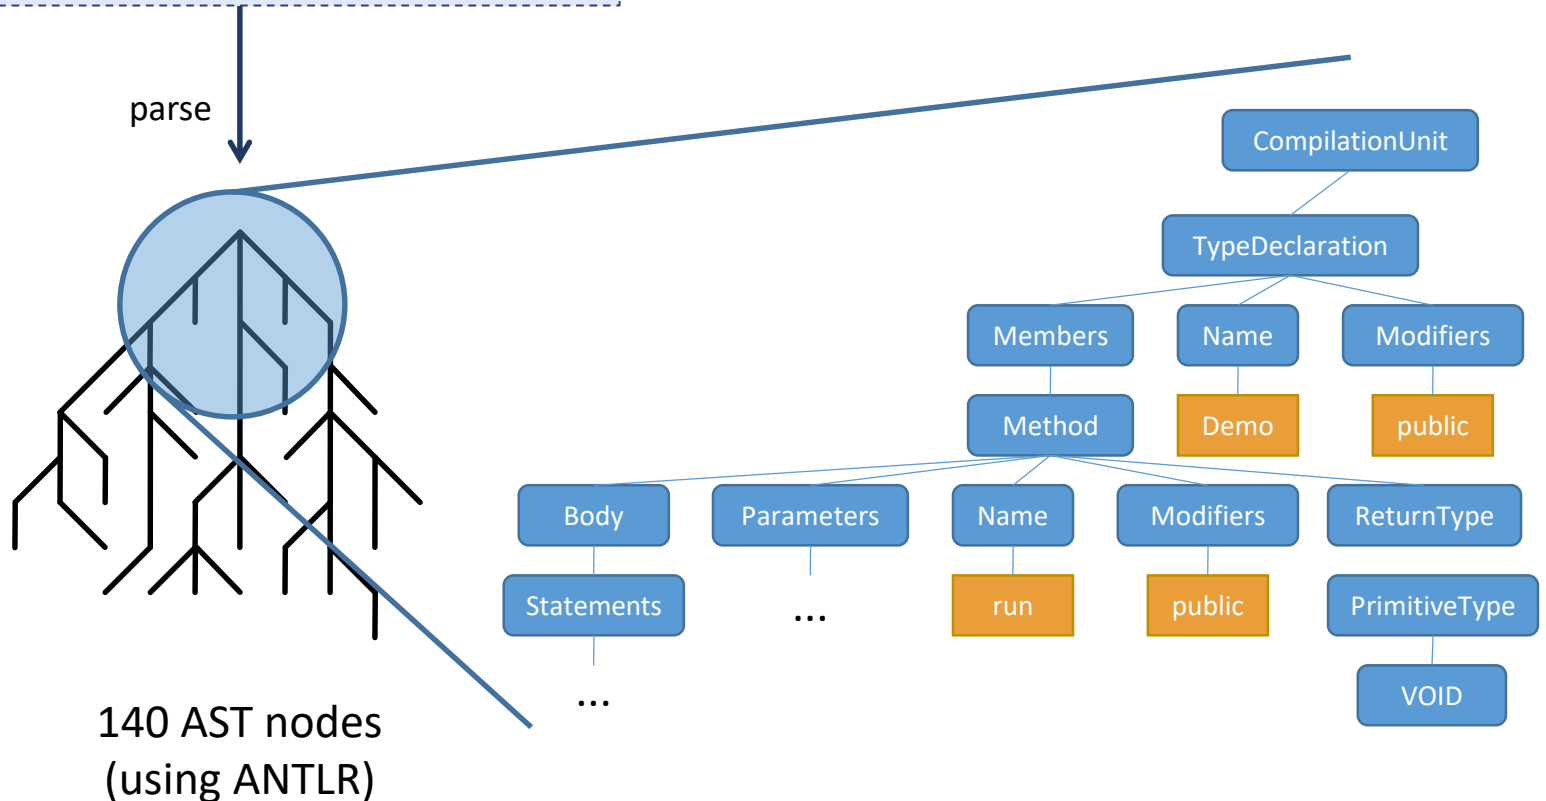 parse
CompilationUnit
TypeDeclaration
Members Name Modifiers
Method Demo public
Body Parameters Name Modifiers ReturnType
Statements ... run public PrimitiveType
... VOID
140 AST nodes
(using ANTLR)